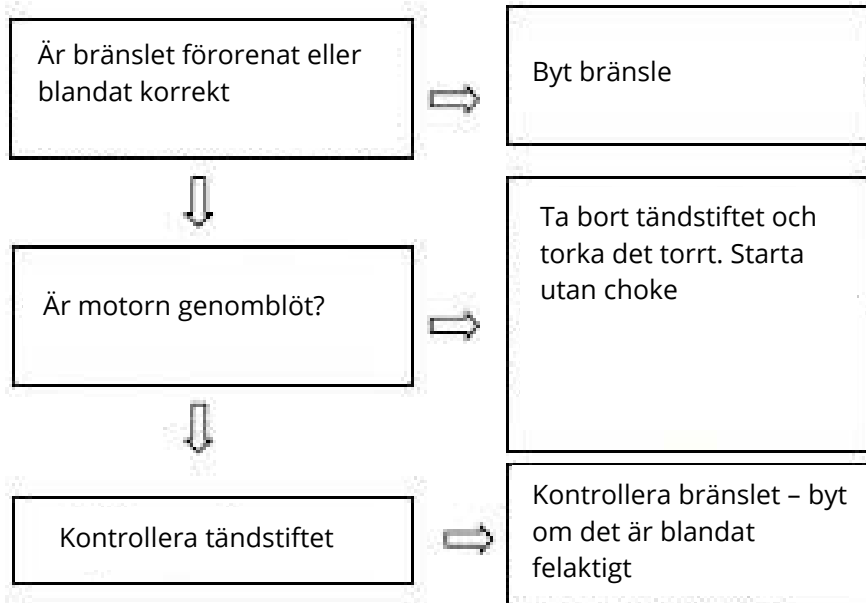 Är bränslet förorenat eller
blandat korrekt
Byt bränsle
Är motorn genomblöt?
Ta bort tändstiftet och
torka det torrt. Starta
utan choke
Kontrollera tändstiftet
Kontrollera bränslet – byt
om det är blandat
felaktigt